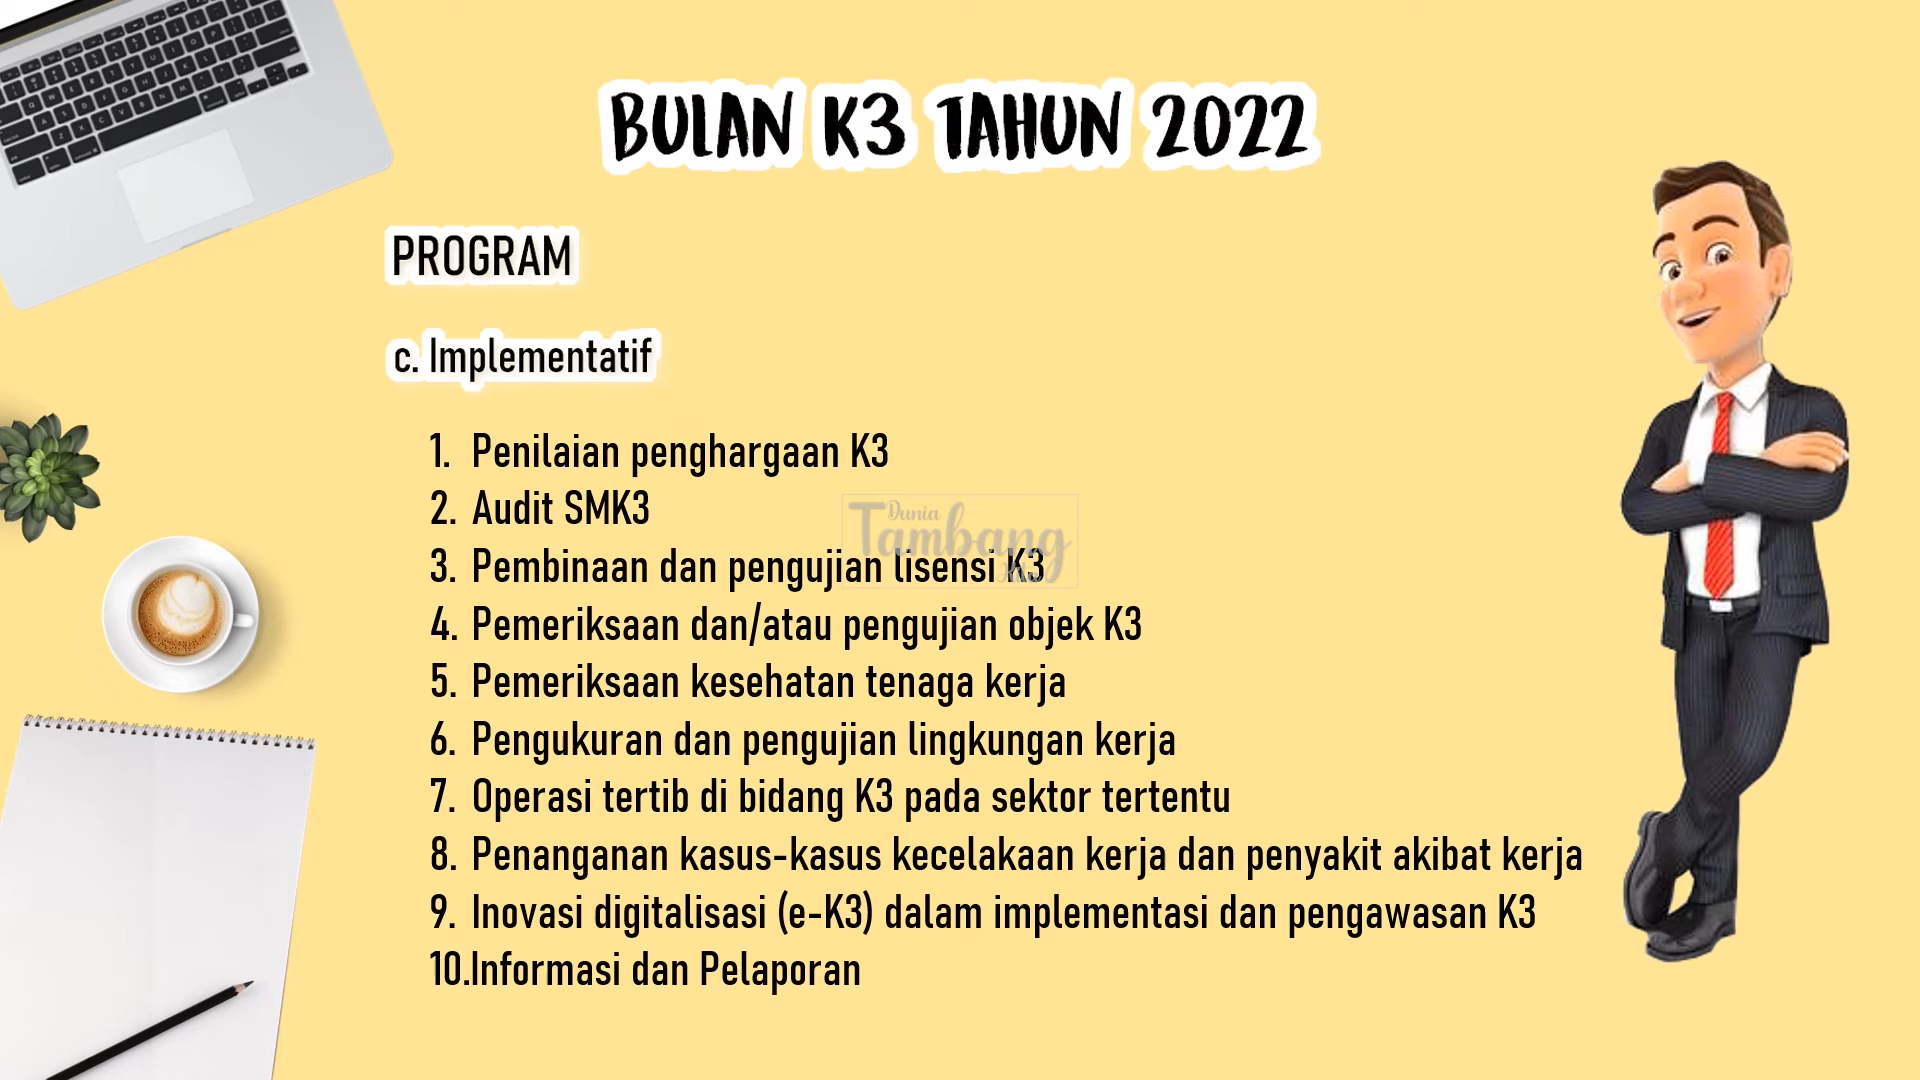 BULAN K3 TAHUN 2022
PROGRAM
c. Implementatif
1. Penilaian penghargaan K3
2. Audit SMK3
Dunia
Tambang
3. Pembinaan dan pengujian lisensi K3
4. Pemeriksaan dan/atau pengujian objek K3
5. Pemeriksaan kesehatan tenaga kerja
6. Pengukuran dan pengujian lingkungan kerja
7. Operasi tertib di bidang K3 pada sektor tertentu
8. Penanganan kasus-kasus kecelakaan kerja dan penyakit akibat kerja
9. Inovasi digitalisasi (e-K3) dalam implementasi dan pengawasan K3
10.Informasi dan Pelaporan